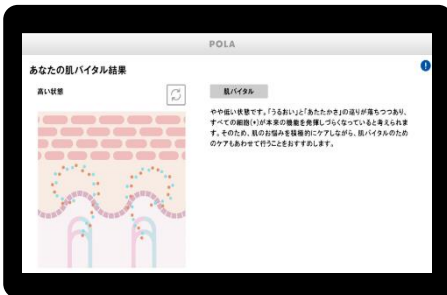 POLA
あなたの肌バイタル結果
高い状態
肌バイタル
やや低い状態です。「うるおい」と「あたたかさ」の巡りが落ちつつあり、
すべての細胞(*)が本来の機能を発揮しづらくなっていると考えられま
す。そのため、肌のお悩みを積極的にケアしながら、肌バイタルのため
のケアもあわせて行うことをおすすめします。